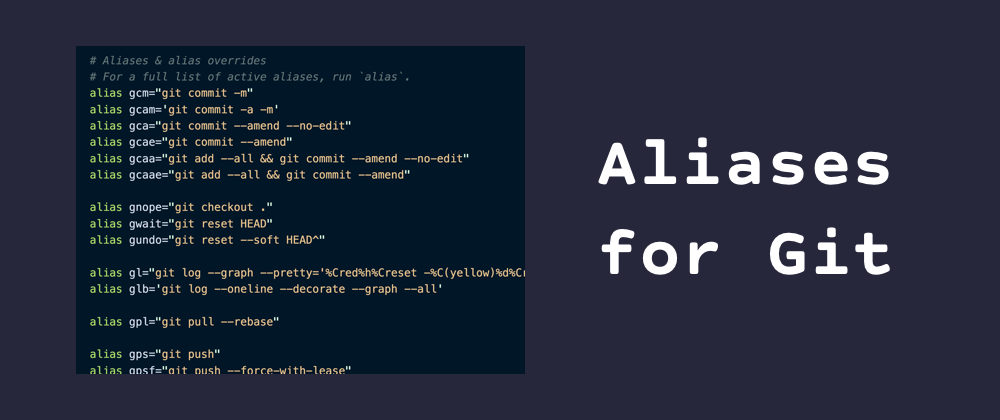 # Aliases & alias overrides
# For a full list of active aliases, run `alias`.
alias gcm="git commit -m"
alias gcam='git commit -a -m'
alias gca="git commit --amend --no-edit"
alias gcae="git commit --amend"
alias gcaa="git add --all && git commit --amend --no-edit"
alias gcaae="git add --all && git commit --amend"
alias gnope="git checkout ."
alias gwait="git reset HEAD"
alias gundo="git reset --soft HEAD^"
alias gl="git log --graph --pretty='%Cred%h%Creset -%C(yellow)%d%Cr
alias glb='git log --oneline --decorate --graph --all'
alias gpl="git pull --rebase"
alias gps="git push"
alias gpsf="git push --force-with-lease"
Aliases
for Git